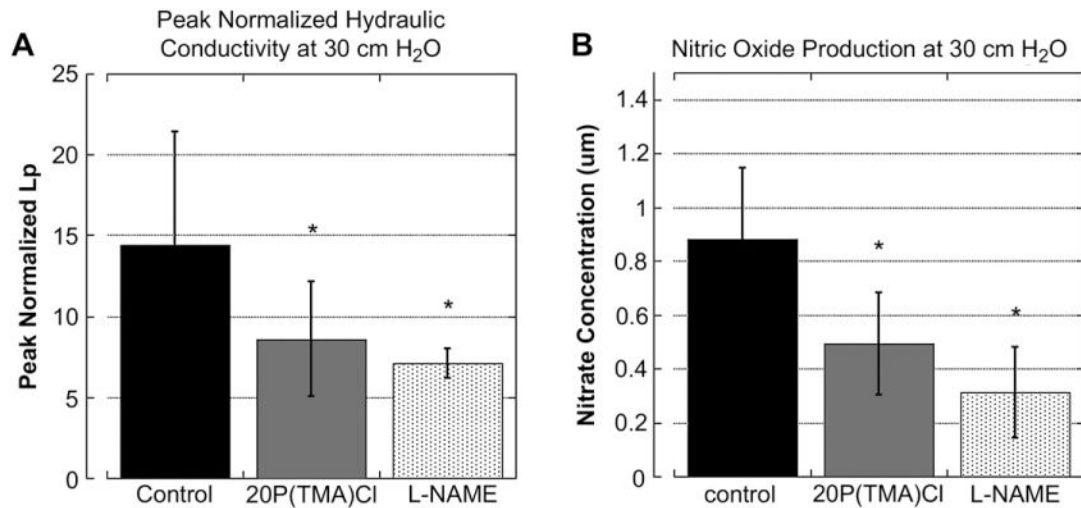 A
Peak Normalized Hydraulic
Conductivity at 30 cm H₂O
Peak Normalized Lp
25
20
15
10
5
0
*
*
Control 20P(TMA)Cl L-NAME
B
Nitric Oxide Production at 30 cm H₂O
Nitrate Concentration (um)
1.4
1.2
1
0.8
0.6
0.4
0.2
0
*
*
control 20P(TMA)Cl L-NAME